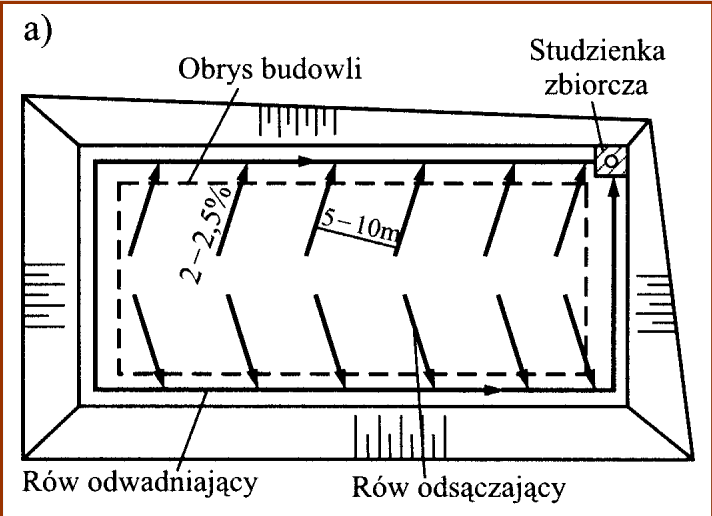 a)
Obrys budowli
Studzienka
zbiorcza
2–2,5%
5–10m
Rów odwadniający
Rów odsączający